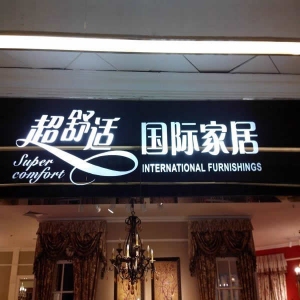 超舒适 国际家居
Super comfort INTERNATIONAL FURNISHINGS